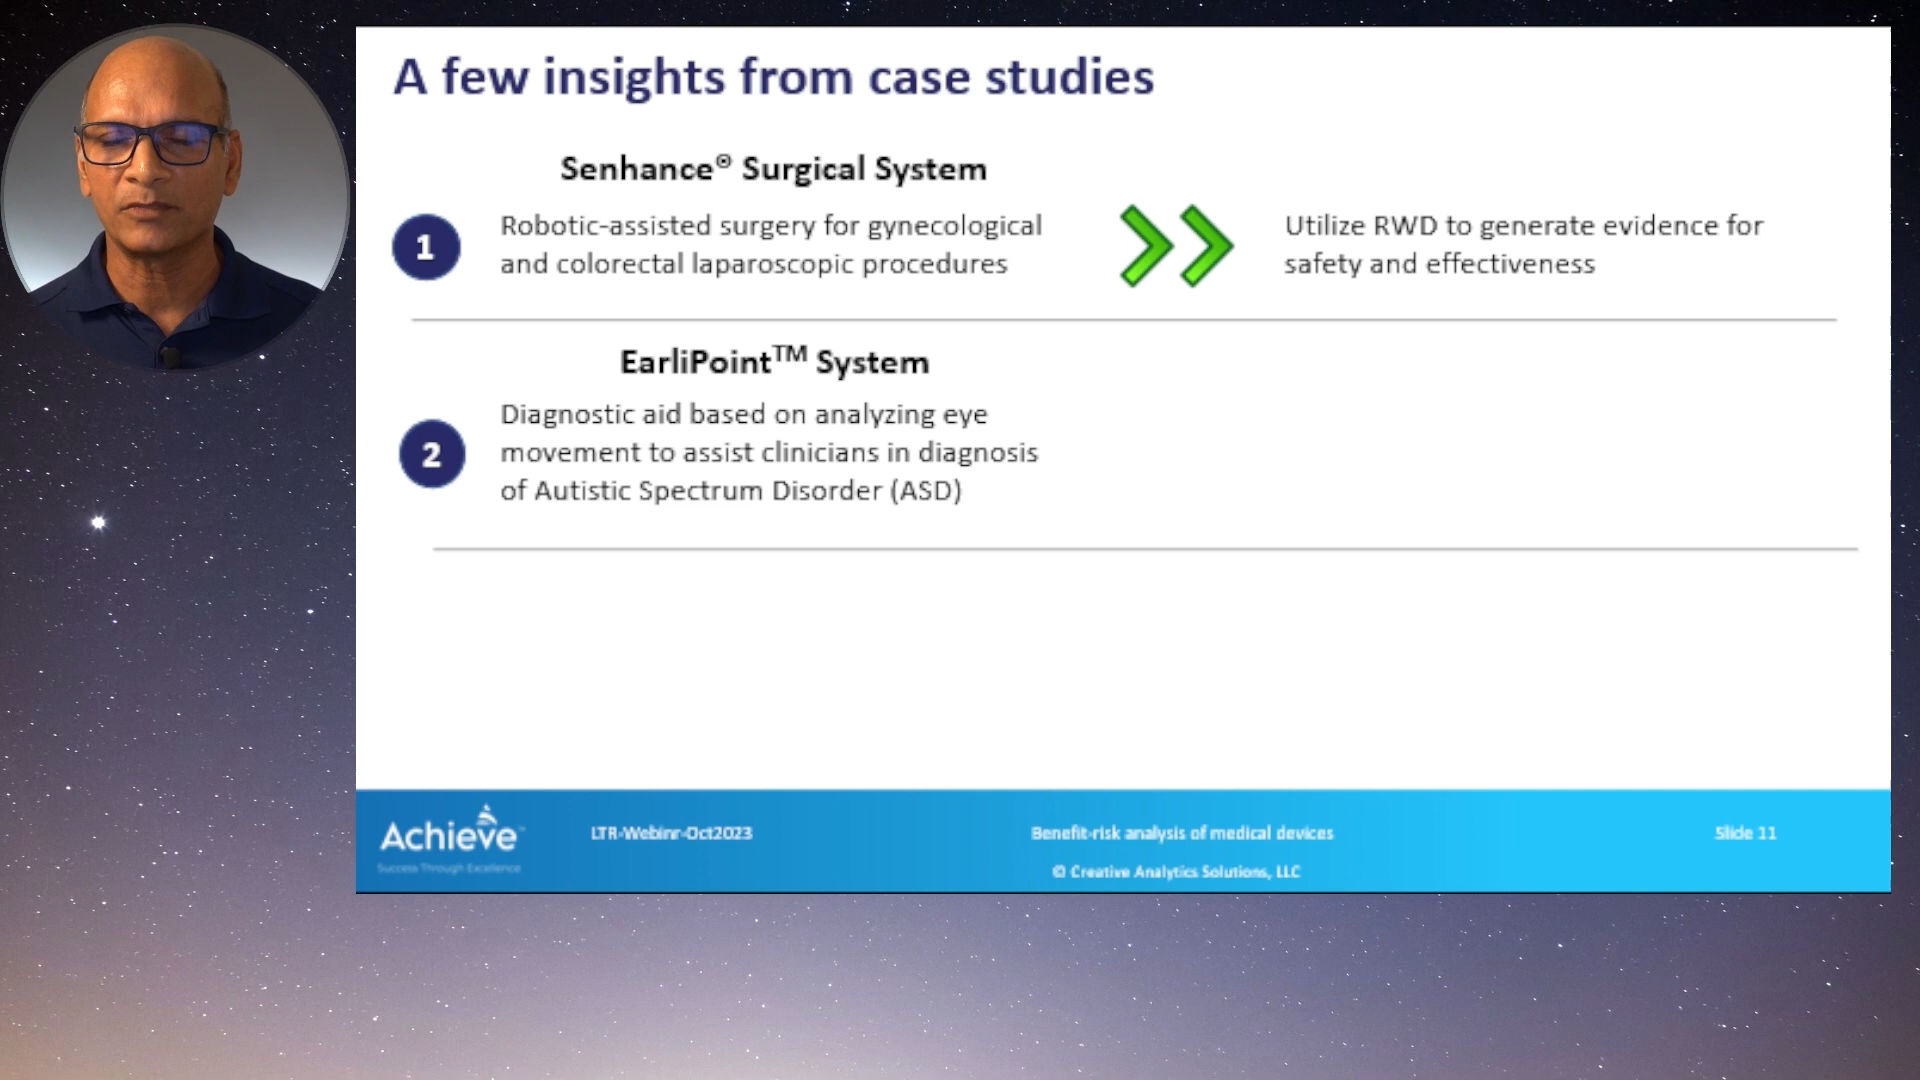 A few insights from case studies
Senhance® Surgical System
1
Robotic-assisted surgery for gynecological
and colorectal laparoscopic procedures
Utilize RWD to generate evidence for
safety and effectiveness
EarliPoint™ System
2
Diagnostic aid based on analyzing eye
movement to assist clinicians in diagnosis
of Autistic Spectrum Disorder (ASD)
Achieve™
Success Through Excellence
LTR-Webinr-Oct2023
Benefit-risk analysis of medical devices
© Creative Analytics Solutions, LLC
Slide 11